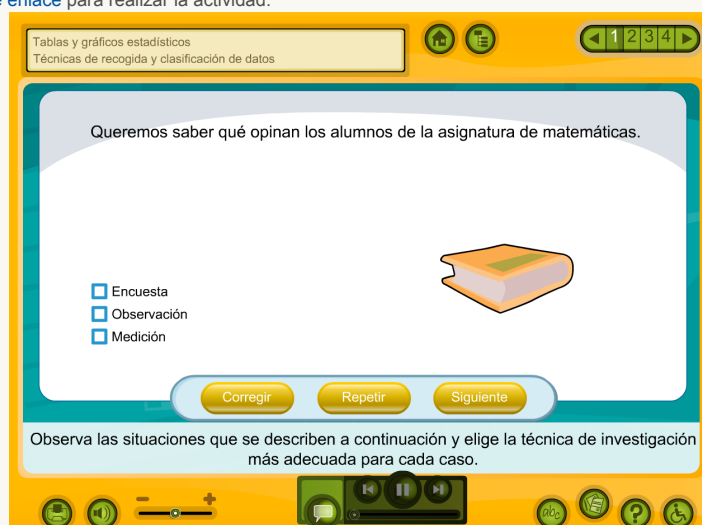 enlace para realizar la actividad.
Tablas y gráficos estadísticos
Técnicas de recogida y clasificación de datos
1 2 3 4
Queremos saber qué opinan los alumnos de la asignatura de matemáticas.
Encuesta
Observación
Medición
Corregir Repetir Siguiente
Observa las situaciones que se describen a continuación y elige la técnica de investigación
más adecuada para cada caso.
- +
abc ?